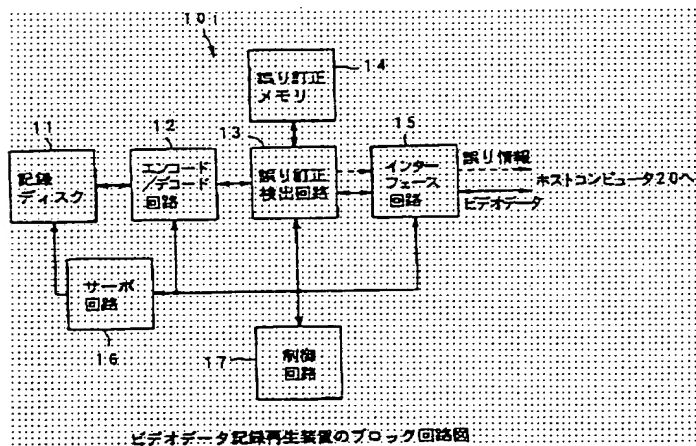 10
14
誤り訂正
メモリ
11
記録
ディスク
12
エンコード
/デコード
回路
13
誤り訂正
検出回路
15
インター
フェース
回路
誤り情報
ホストコンピュータ20へ
ビデオデータ
サーボ
回路
16
17
制御
回路
ビデオデータ記録再生装置のブロック回路図